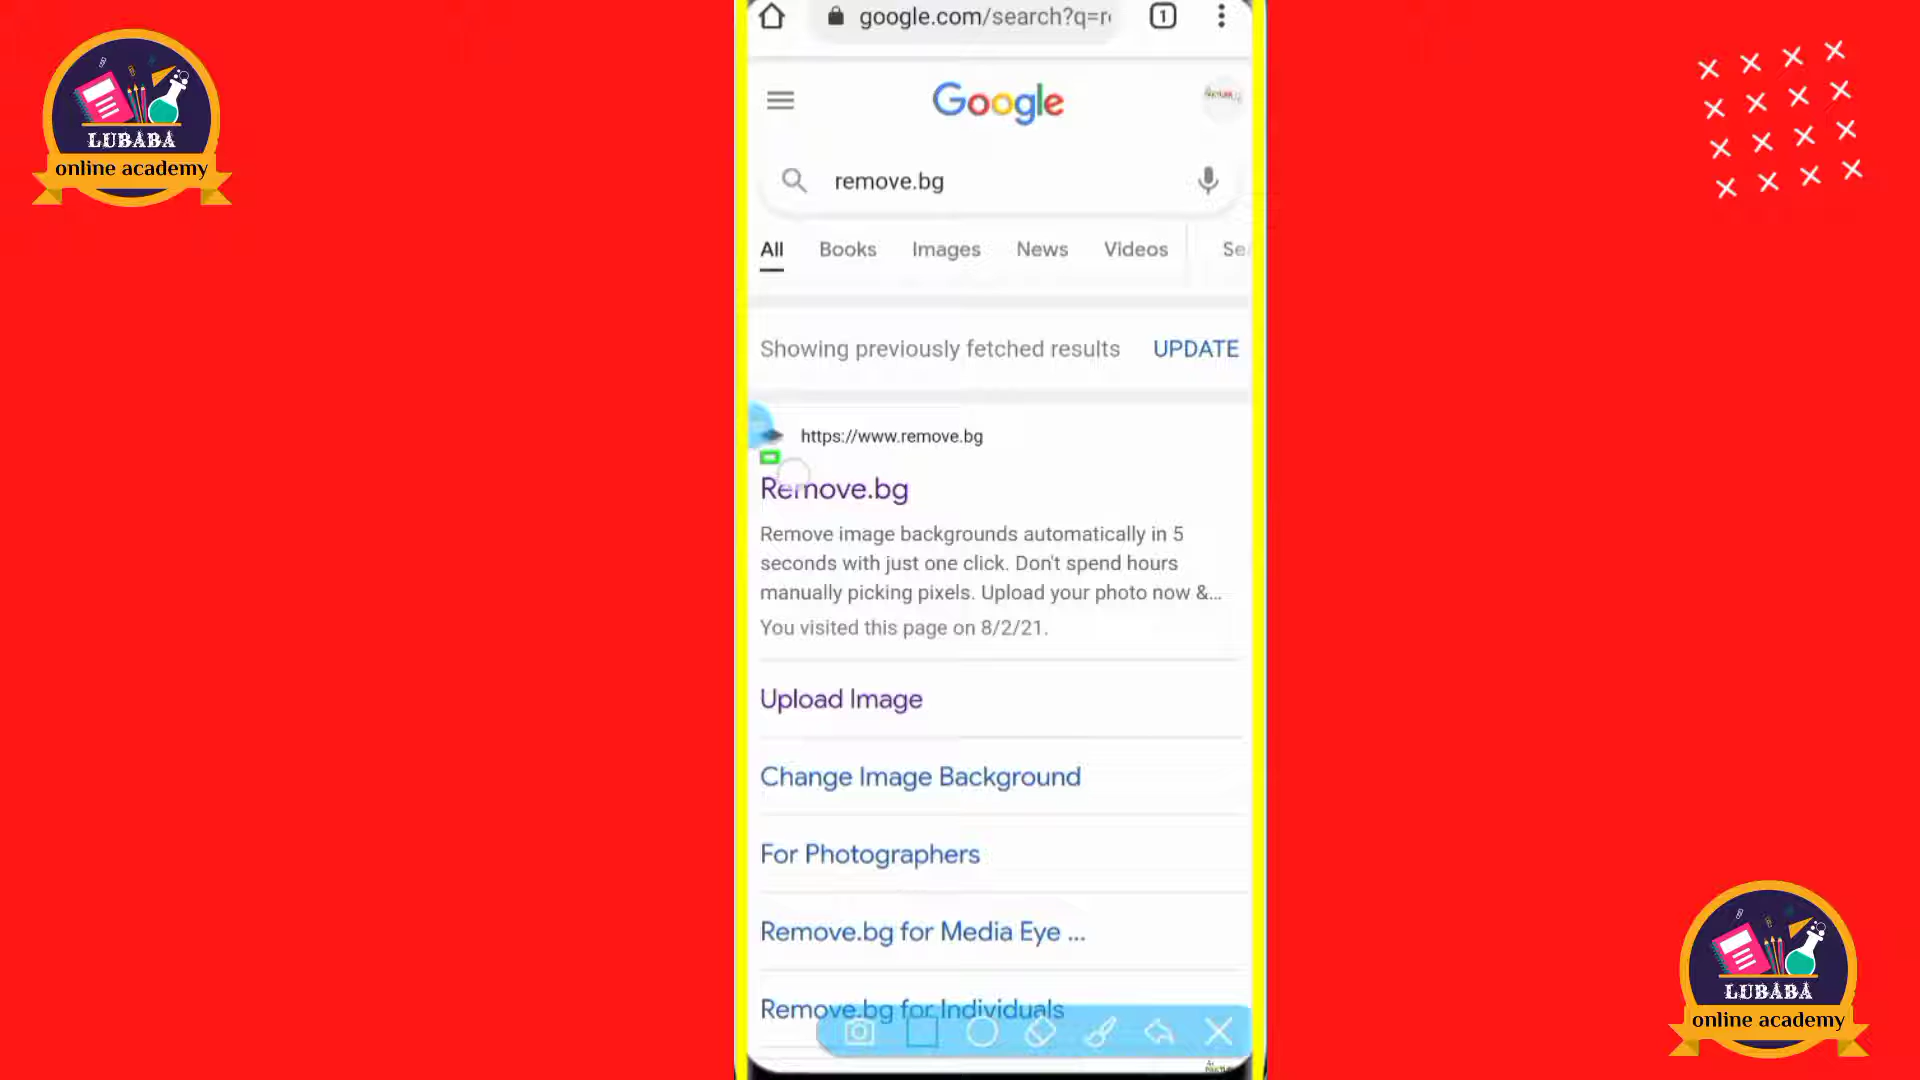 LUBABA
online academy
google.com/search?q=r
1
Google
remove.bg
All Books Images News Videos Se
Showing previously fetched results UPDATE
https://www.remove.bg
Remove.bg
Remove image backgrounds automatically in 5
seconds with just one click. Don't spend hours
manually picking pixels. Upload your photo now &...
You visited this page on 8/2/21.
Upload Image
Change Image Background
For Photographers
Remove.bg for Media Eye ...
Remove.bg for Individuals
LUBABA
online academy